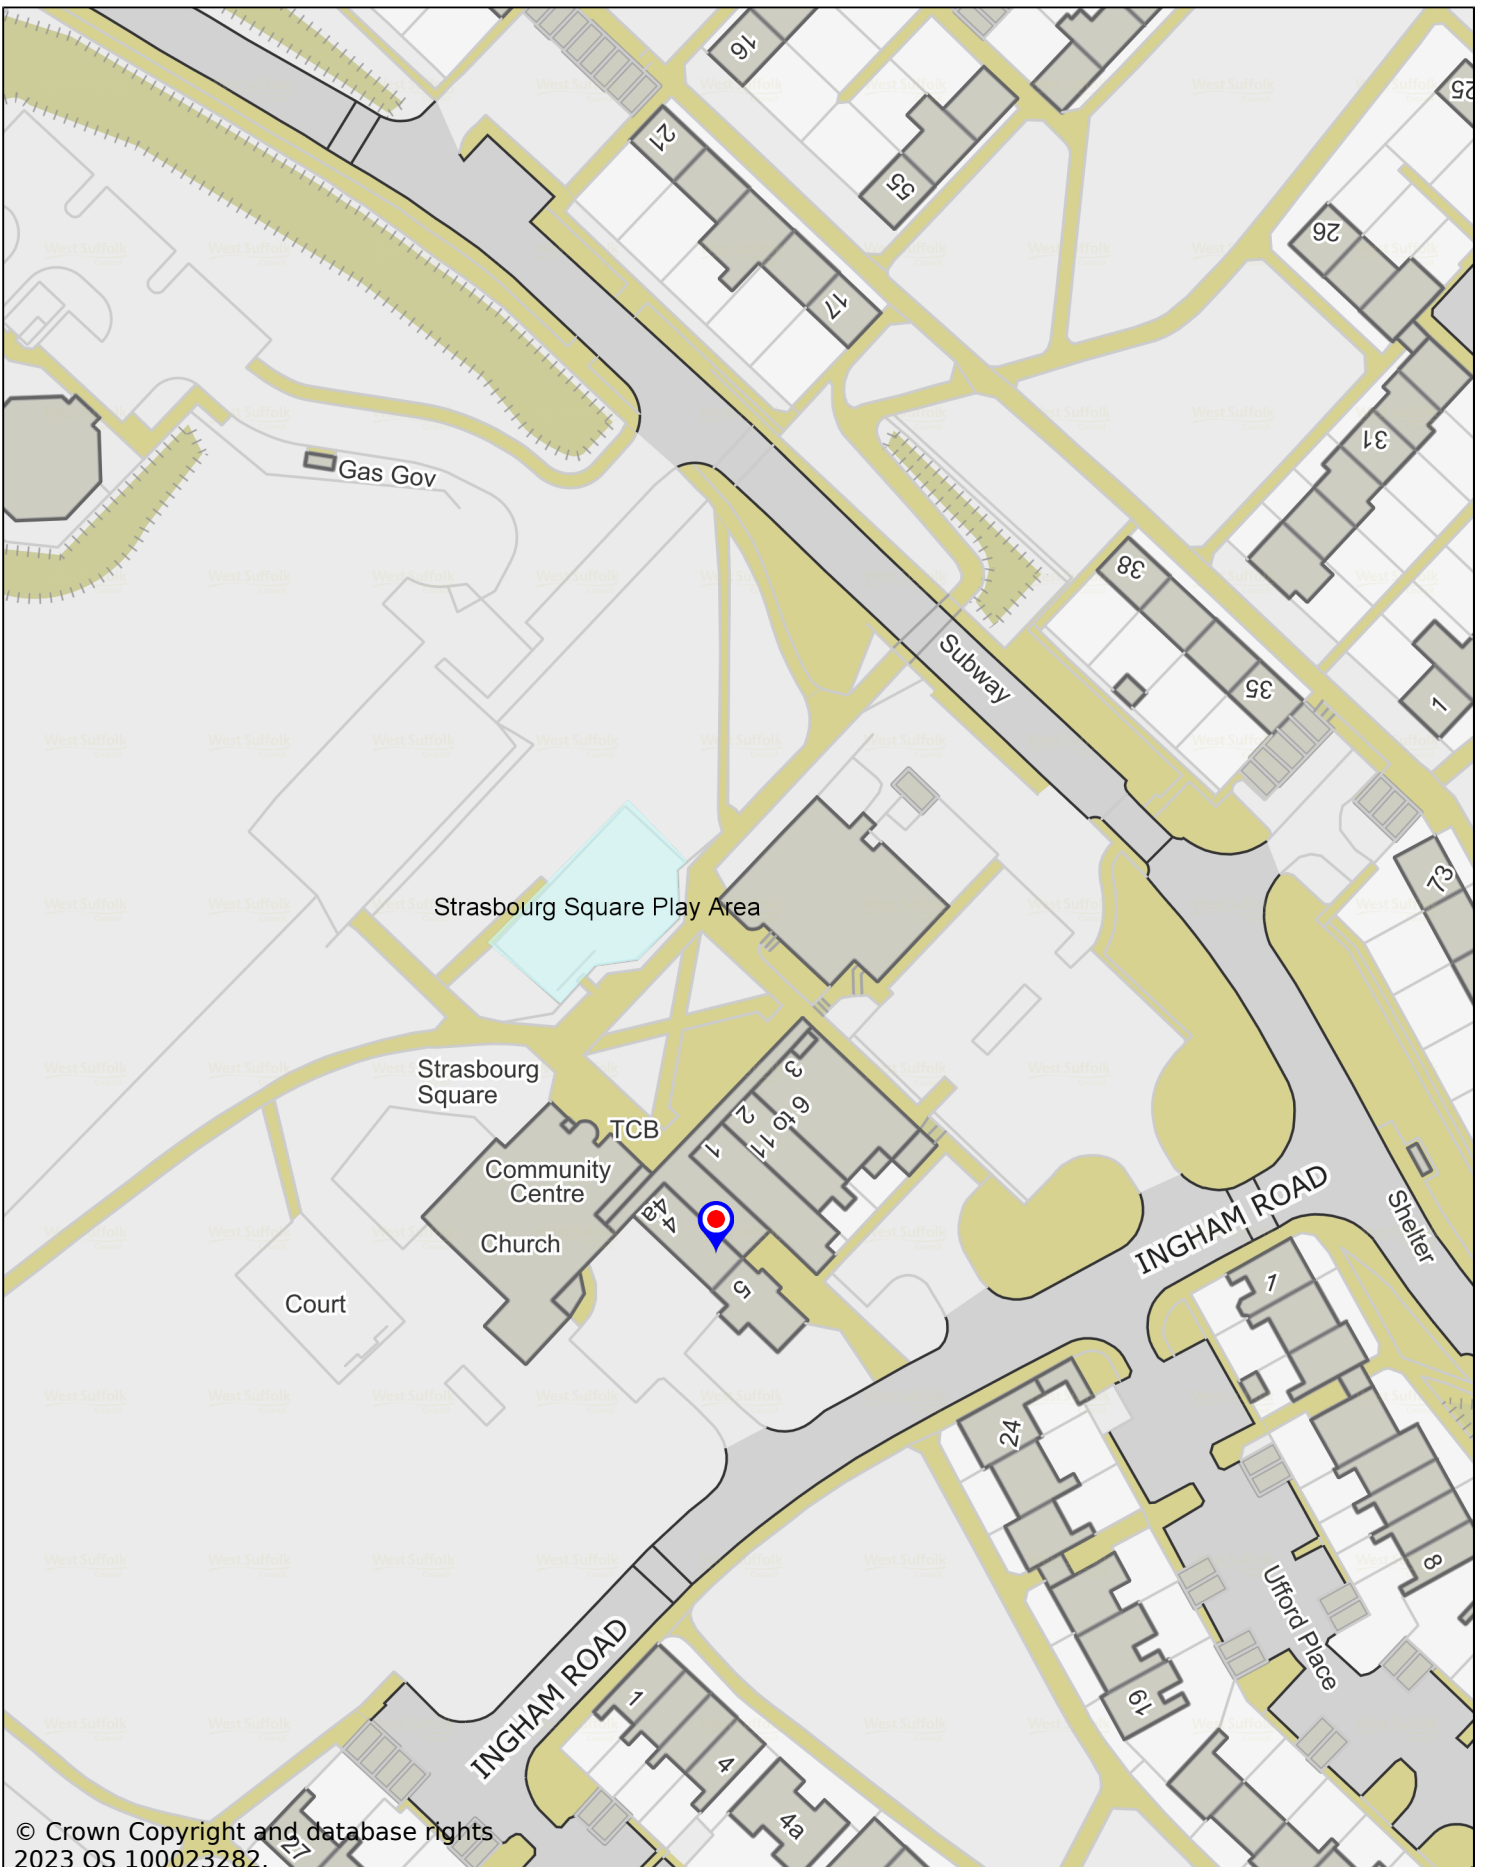 16
25
21
55
26
17
31
Gas Gov
38
Subway
35
1
73
Strasbourg Square Play Area
Strasbourg
Square
3
TCB
2
6 to 11
1
Community
Centre
4a
4
Church
INGHAM ROAD
Shelter
5
1
Court
24
8
Ufford Place
INGHAM ROAD
1
19
4
4a
27
© Crown Copyright and database rights
2023 OS 100023282.